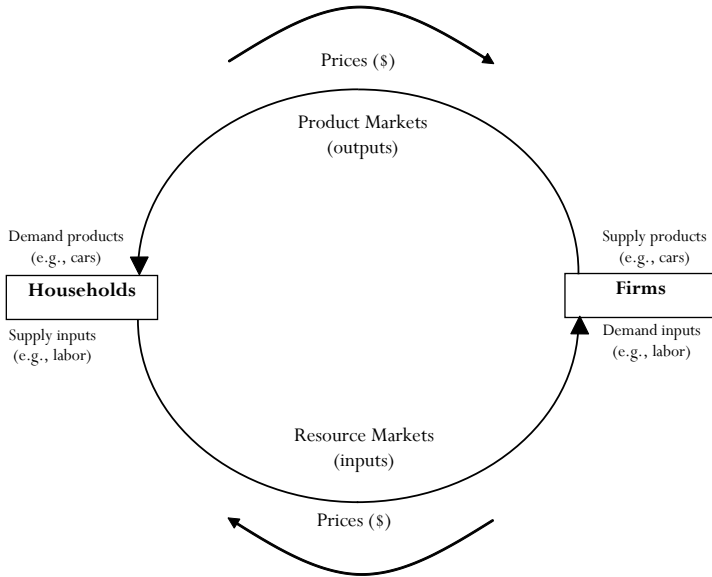 Prices ($)
Product Markets
(outputs)
Demand products
(e.g., cars)
Households
Supply inputs
(e.g., labor)
Supply products
(e.g., cars)
Firms
Demand inputs
(e.g., labor)
Resource Markets
(inputs)
Prices ($)